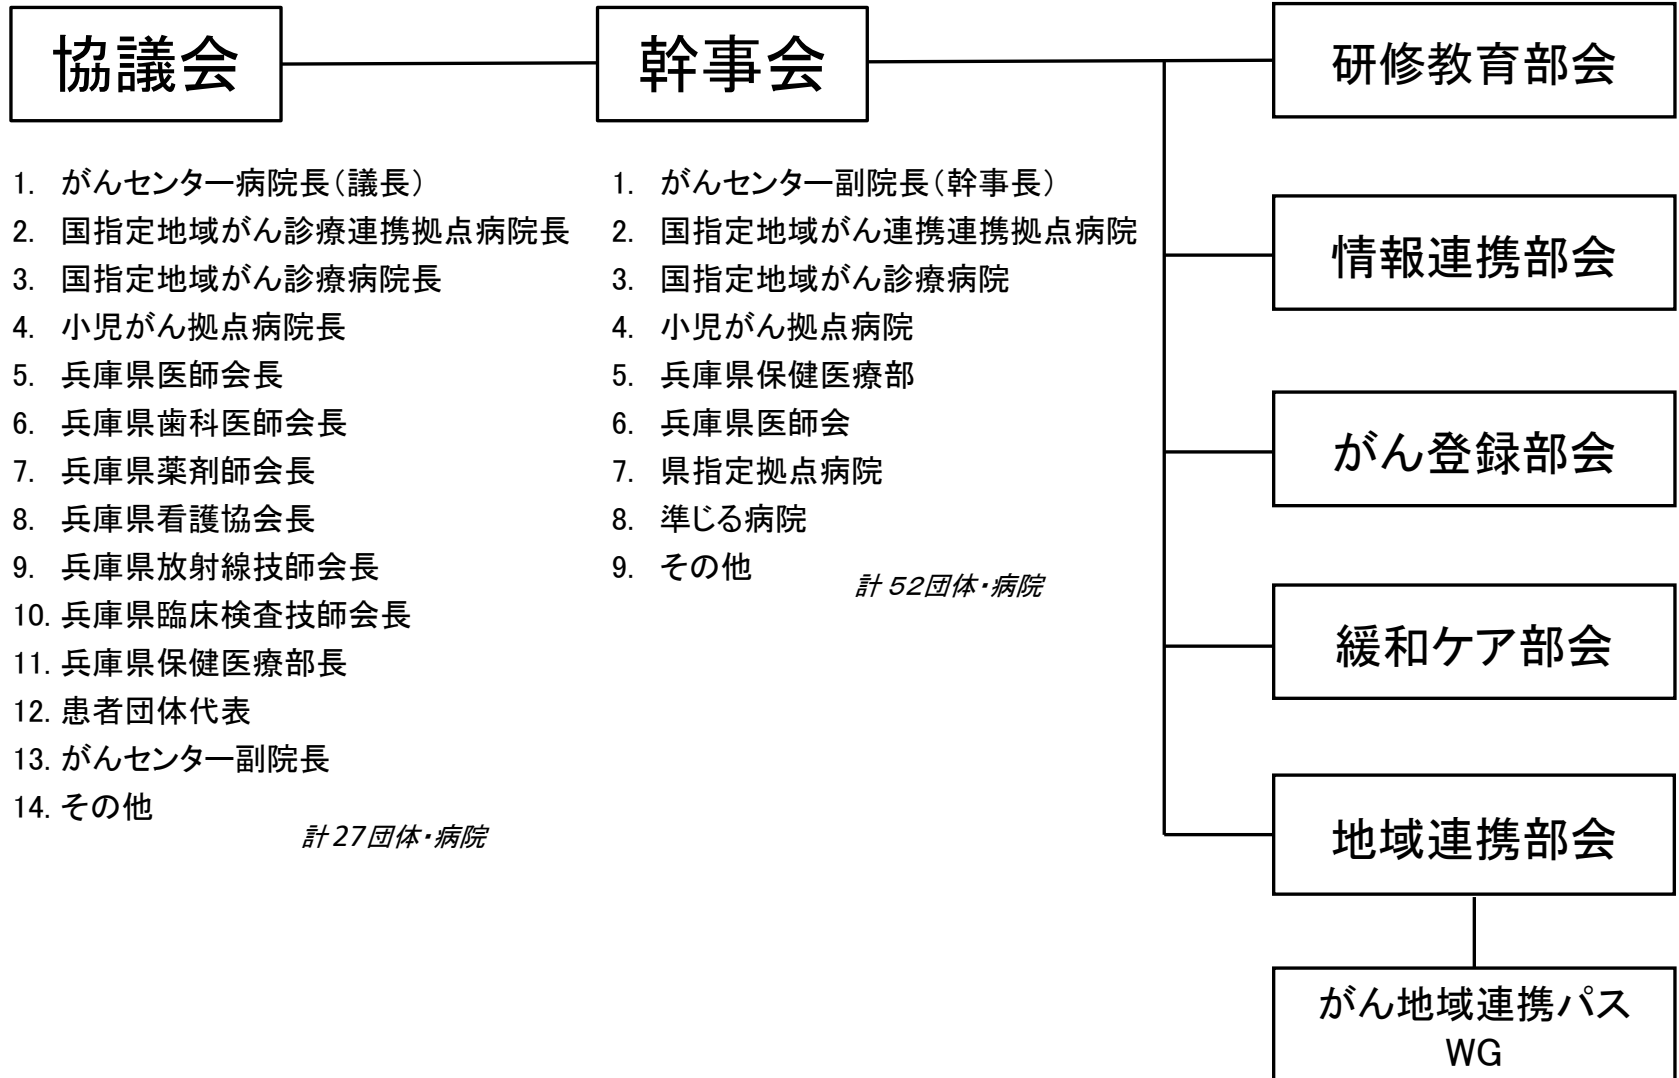 協議会
1. がんセンター病院長（議長）
2. 国指定地域がん診療連携拠点病院長
3. 国指定地域がん診療病院長
4. 小児がん拠点病院長
5. 兵庫県医師会長
6. 兵庫県歯科医師会長
7. 兵庫県薬剤師会長
8. 兵庫県看護協会長
9. 兵庫県放射線技師会長
10. 兵庫県臨床検査技師会長
11. 兵庫県保健医療部長
12. 患者団体代表
13. がんセンター副院長
14. その他
計27団体・病院
幹事会
1. がんセンター副院長（幹事長）
2. 国指定地域がん連携連携拠点病院
3. 国指定地域がん診療病院
4. 小児がん拠点病院
5. 兵庫県保健医療部
6. 兵庫県医師会
7. 県指定拠点病院
8. 準じる病院
9. その他
計52団体・病院
研修教育部会
情報連携部会
がん登録部会
緩和ケア部会
地域連携部会
がん地域連携パス
WG